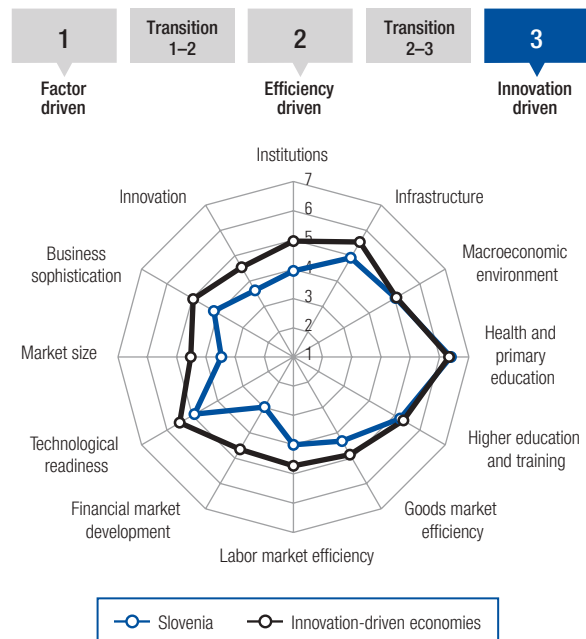 1
Transition
1–2
2
Transition
2–3
3
Factor
driven
Efficiency
driven
Innovation
driven
Institutions
7
Innovation
6
Infrastructure
5
Business
sophistication
4
Macroeconomic
environment
3
2
Market size
1
Health and
primary
education
Technological
readiness
Higher education
and training
Financial market
development
Goods market
efficiency
Labor market efficiency
Slovenia
Innovation-driven economies